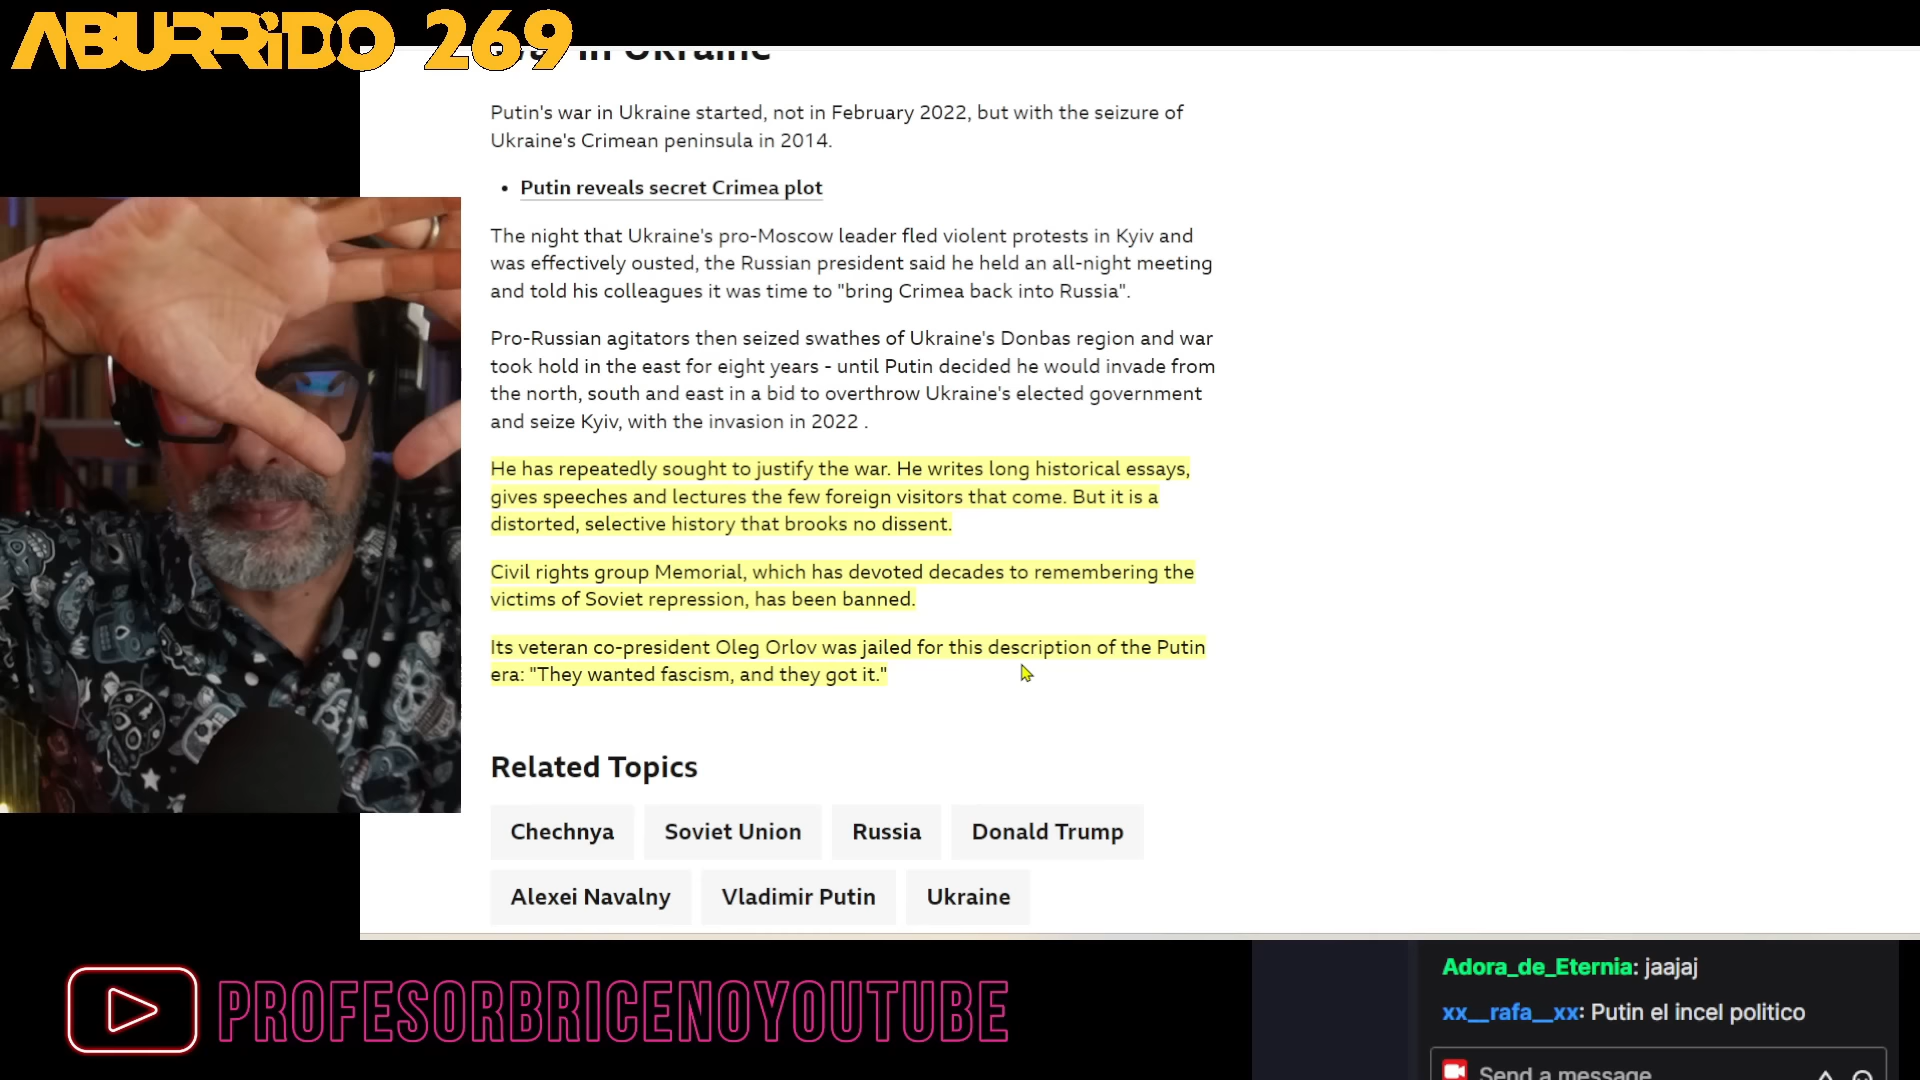 ABURRiDO 269
in Ukraine
Putin's war in Ukraine started, not in February 2022, but with the seizure of
Ukraine's Crimean peninsula in 2014.
• Putin reveals secret Crimea plot
The night that Ukraine's pro-Moscow leader fled violent protests in Kyiv and
was effectively ousted, the Russian president said he held an all-night meeting
and told his colleagues it was time to "bring Crimea back into Russia".
Pro-Russian agitators then seized swathes of Ukraine's Donbas region and war
took hold in the east for eight years - until Putin decided he would invade from
the north, south and east in a bid to overthrow Ukraine's elected government
and seize Kyiv, with the invasion in 2022 .
He has repeatedly sought to justify the war. He writes long historical essays,
gives speeches and lectures the few foreign visitors that come. But it is a
distorted, selective history that brooks no dissent.
Civil rights group Memorial, which has devoted decades to remembering the
victims of Soviet repression, has been banned.
Its veteran co-president Oleg Orlov was jailed for this description of the Putin
era: "They wanted fascism, and they got it."
Related Topics
Chechnya Soviet Union Russia Donald Trump
Alexei Navalny Vladimir Putin Ukraine
PROFESORBRICENOYOUTUBE
Adora_de_Eternia: jaajaj
xx__rafa__xx: Putin el incel politico
Send a message